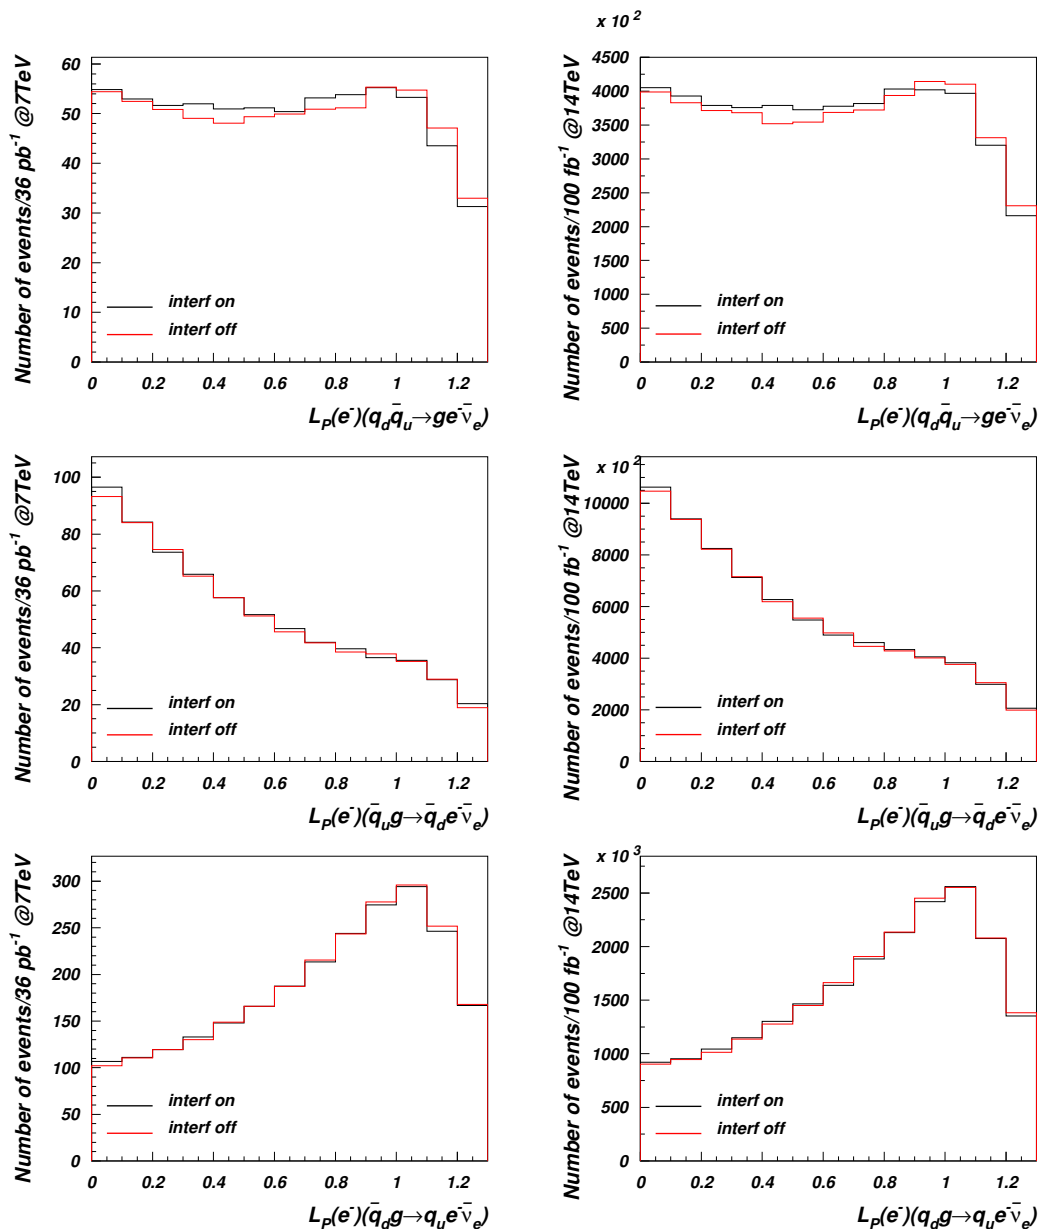 x 10²
Number of events/36 pb⁻¹ @7TeV
60
50
40
30
20
10
0
interf on
interf off
0 0.2 0.4 0.6 0.8 1 1.2
L_P(e⁻)(q_d q̄_u→ge⁻ν̄_e)
Number of events/100 fb⁻¹ @14TeV
4500
4000
3500
3000
2500
2000
1500
1000
500
0
interf on
interf off
0 0.2 0.4 0.6 0.8 1 1.2
L_P(e⁻)(q_d q̄_u→ge⁻ν̄_e)
Number of events/36 pb⁻¹ @7TeV
100
80
60
40
20
0
interf on
interf off
0 0.2 0.4 0.6 0.8 1 1.2
L_P(e⁻)(q̄_u g→q̄_d e⁻ν̄_e)
x 10²
Number of events/100 fb⁻¹ @14TeV
10000
8000
6000
4000
2000
0
interf on
interf off
0 0.2 0.4 0.6 0.8 1 1.2
L_P(e⁻)(q̄_u g→q̄_d e⁻ν̄_e)
Number of events/36 pb⁻¹ @7TeV
300
250
200
150
100
50
0
interf on
interf off
0 0.2 0.4 0.6 0.8 1 1.2
L_P(e⁻)(q̄_d g→q_u e⁻ν̄_e)
x 10³
Number of events/100 fb⁻¹ @14TeV
2500
2000
1500
1000
500
0
interf on
interf off
0 0.2 0.4 0.6 0.8 1 1.2
L_P(e⁻)(q_d g→q_u e⁻ν̄_e)